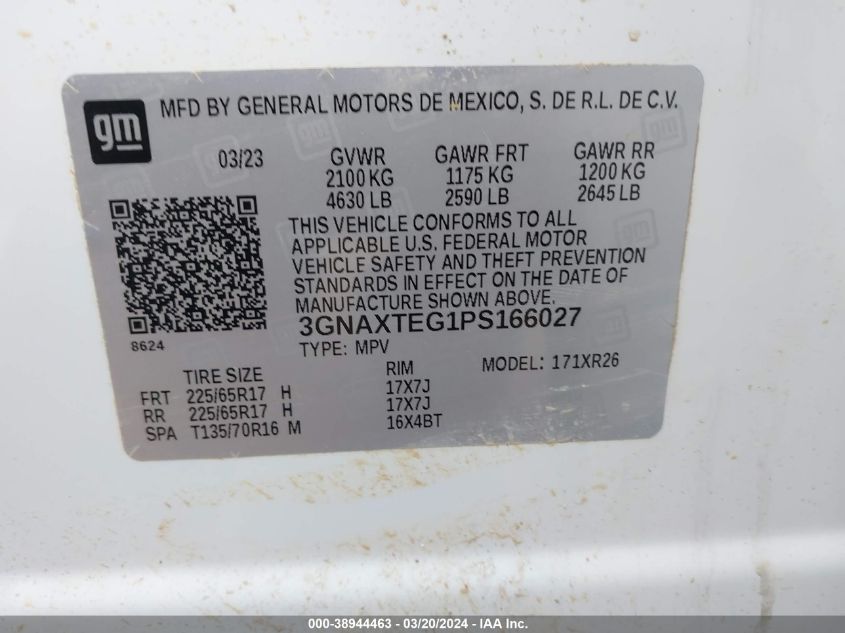 gm
MFD BY GENERAL MOTORS DE MEXICO, S. DE R.L. DE C.V.
03/23 GVWR GAWR FRT GAWR RR
2100 KG 1175 KG 1200 KG
4630 LB 2590 LB 2645 LB
THIS VEHICLE CONFORMS TO ALL
APPLICABLE U.S. FEDERAL MOTOR
VEHICLE SAFETY AND THEFT PREVENTION
STANDARDS IN EFFECT ON THE DATE OF
MANUFACTURE SHOWN ABOVE.
3GNAXTEG1PS166027
8624
TYPE: MPV MODEL: 171XR26
TIRE SIZE RIM
FRT 225/65R17 H 17X7J
RR 225/65R17 H 17X7J
SPA T135/70R16 M 16X4BT
000-38944463 - 03/20/2024 - IAA Inc.